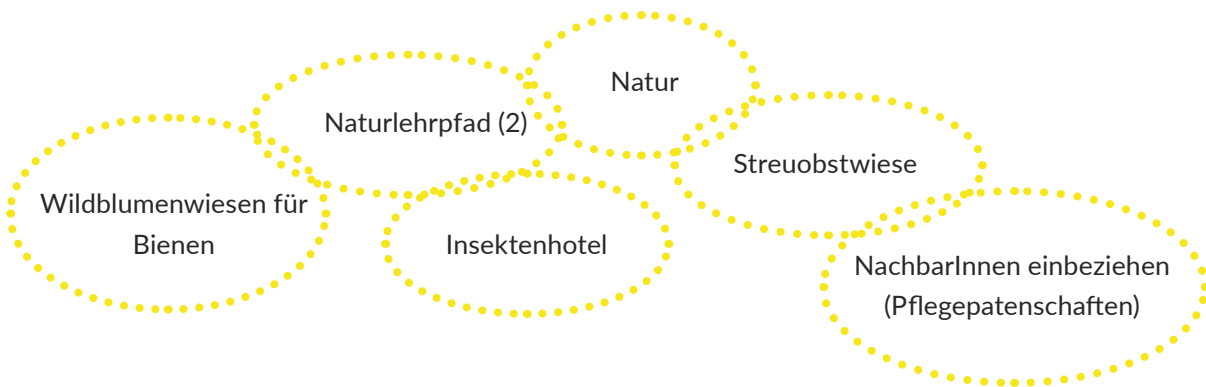 Natur
Naturlehrpfad (2)
Streuobstwiese
Wildblumenwiesen für
Bienen
Insektenhotel
NachbarInnen einbeziehen
(Pflegepatenschaften)